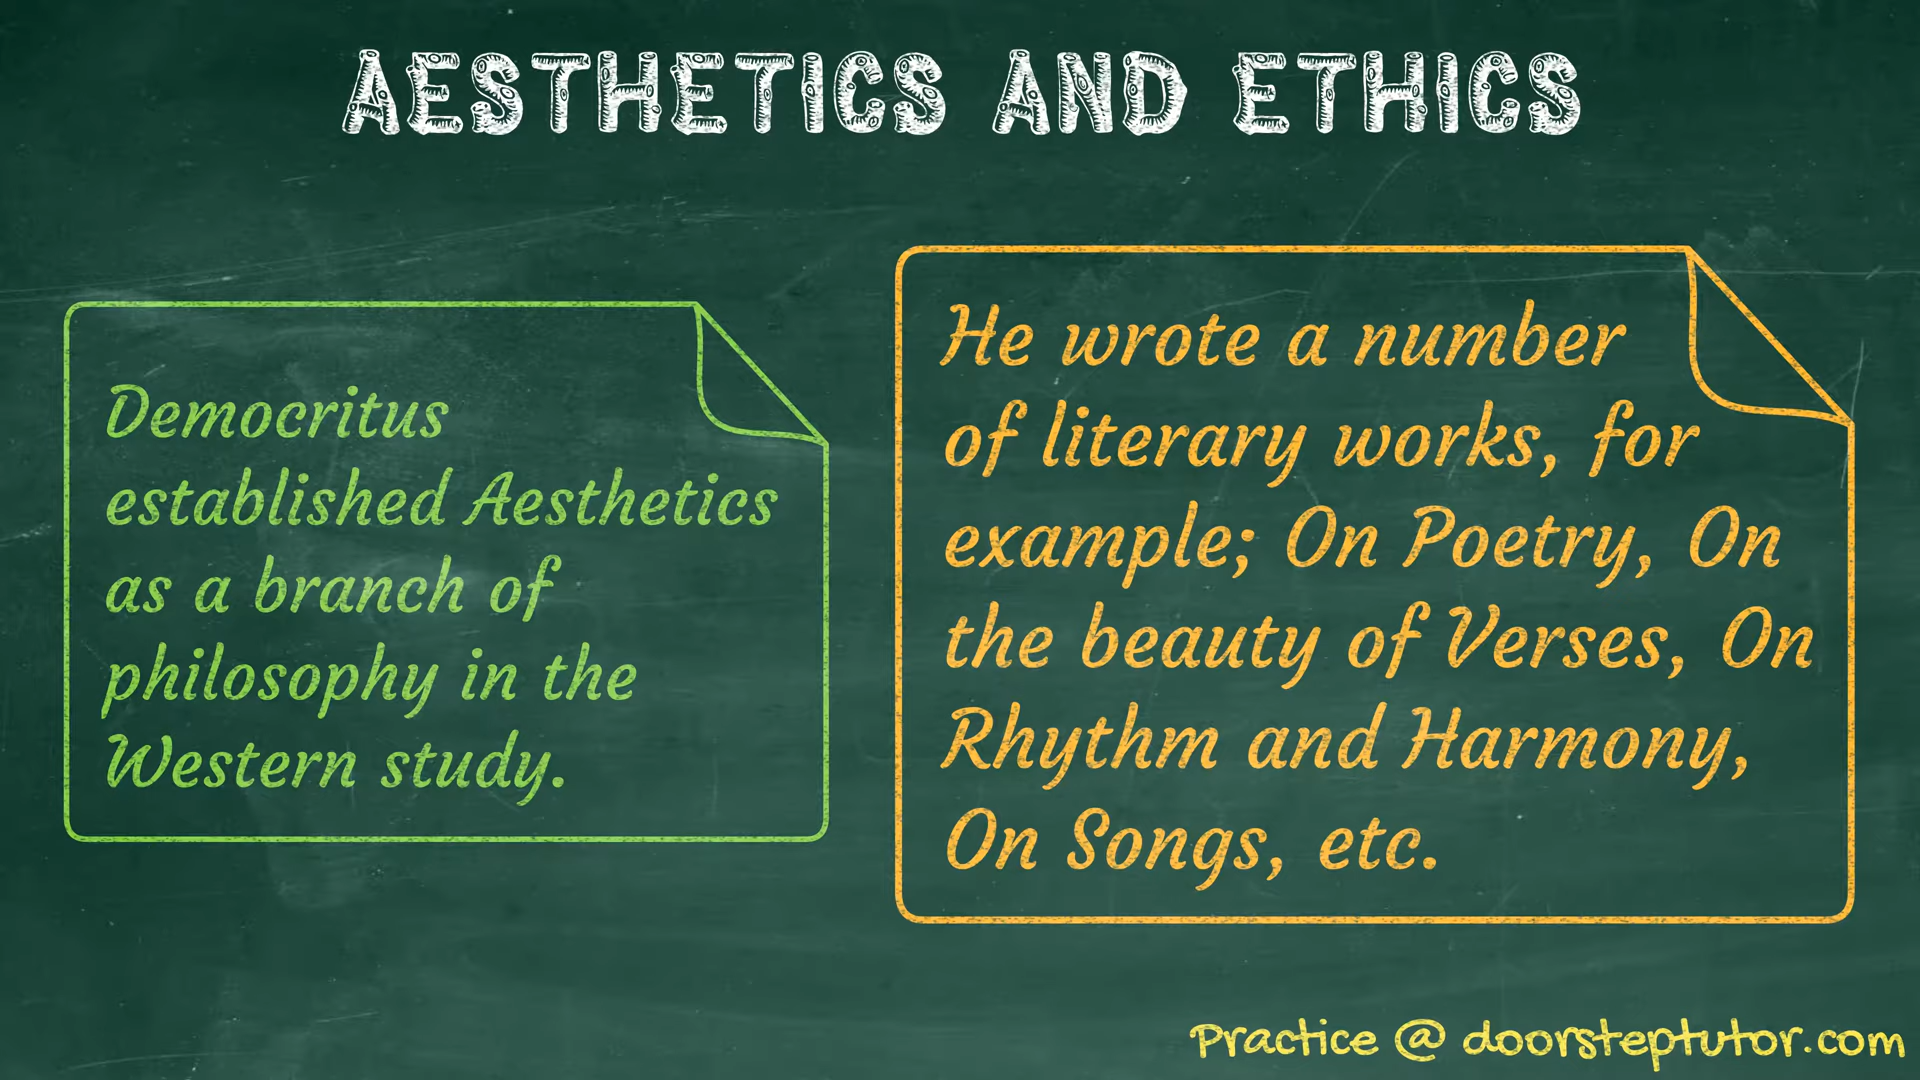 AESTHETICS AND ETHICS
Democritus
established Aesthetics
as a branch of
philosophy in the
Western study.
He wrote a number
of literary works, for
example; On Poetry, On
the beauty of Verses, On
Rhythm and Harmony,
On Songs, etc.
Practice @ doorsteptutor.com